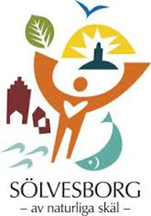 SÖLVESBORG
– av naturliga skäl –